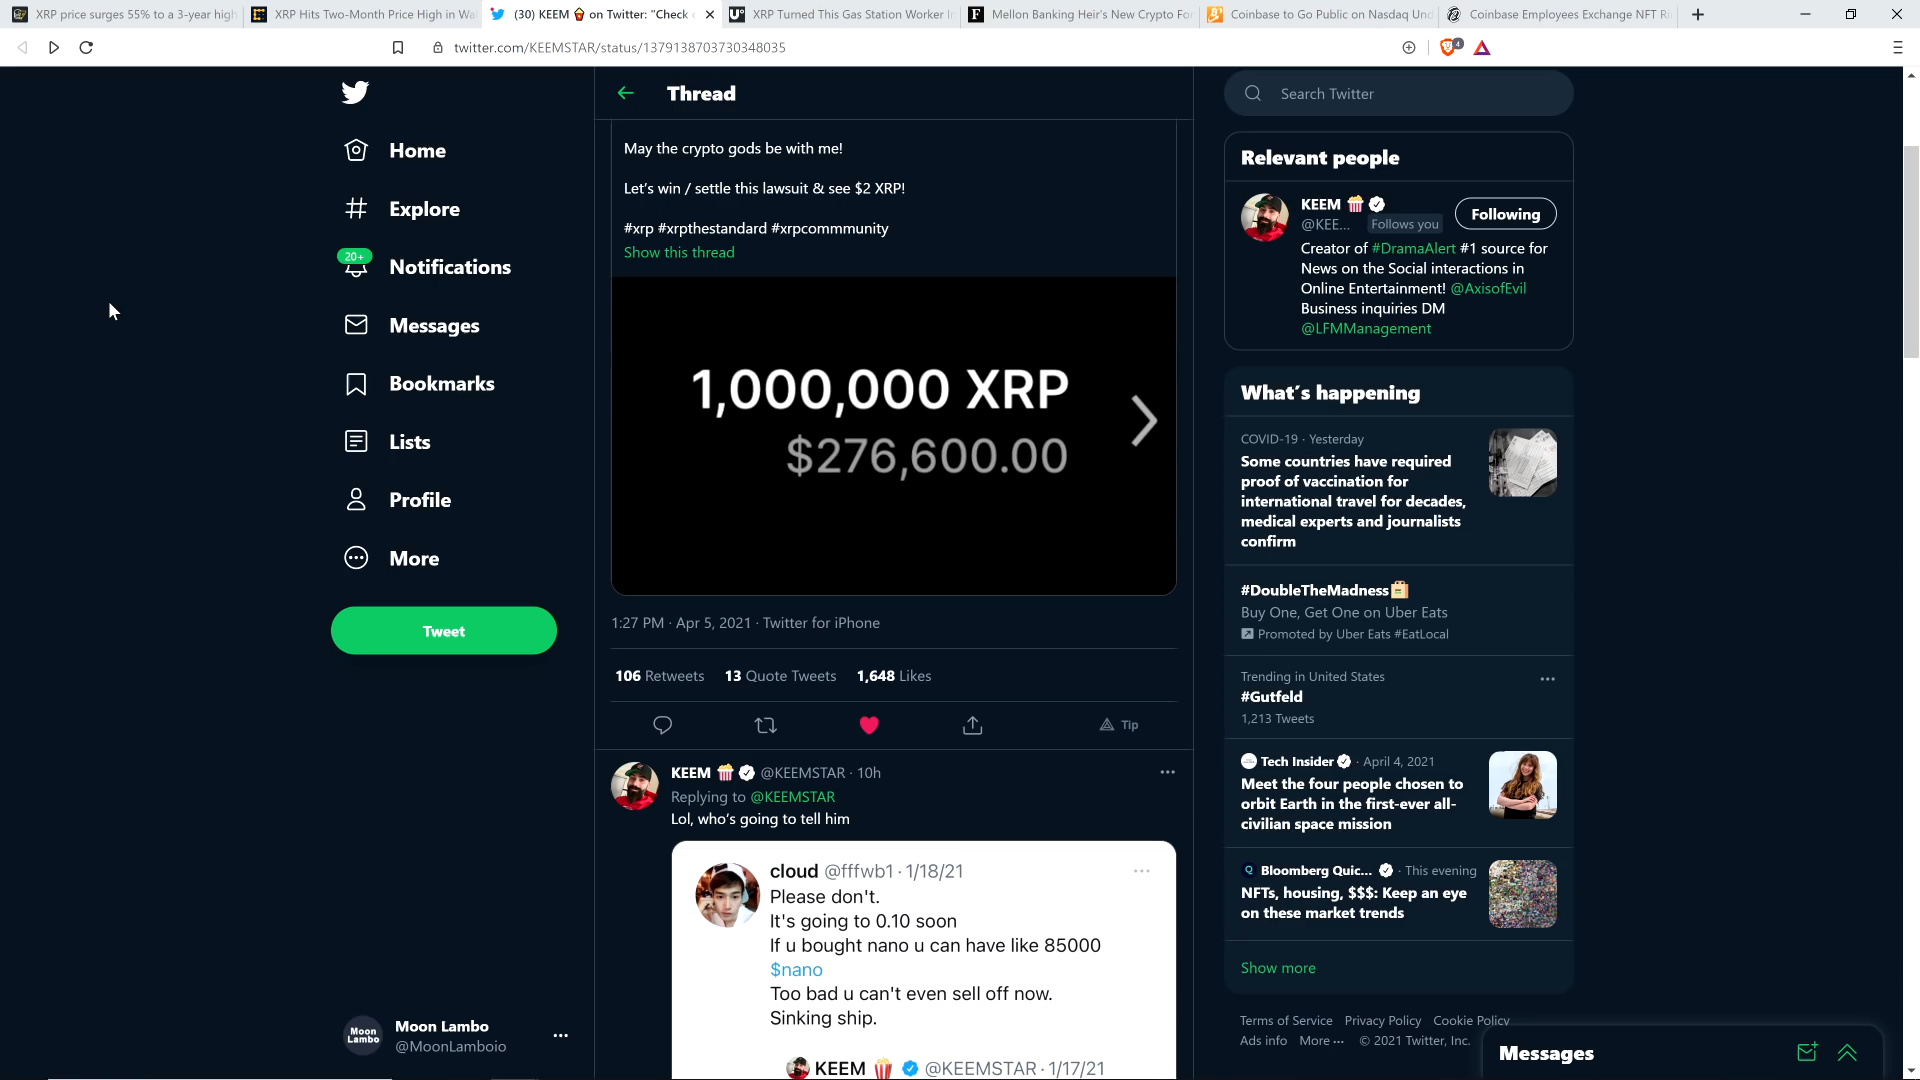 XRP price surges 55% to a 3-year high
XRP Hits Two-Month Price High in Wa
(30) KEEM 🍿 on Twitter: "Check
XRP Turned This Gas Station Worker I
Mellon Banking Heir's New Crypto For
Coinbase to Go Public on Nasdaq Und
Coinbase Employees Exchange NFT Ri
twitter.com/KEEMSTAR/status/1379138703730348035
4
Home
Explore
20+
Notifications
Messages
Bookmarks
Lists
Profile
More
Tweet
Moon Lambo
Moon Lambo
@MoonLamboio
Thread
May the crypto gods be with me!
Let's win / settle this lawsuit & see $2 XRP!
#xrp #xrpthestandard #xrpcommmunity
Show this thread
1,000,000 XRP
$276,600.00
1:27 PM · Apr 5, 2021 · Twitter for iPhone
106 Retweets 13 Quote Tweets 1,648 Likes
Tip
KEEM 🍿 @KEEMSTAR · 10h
Replying to @KEEMSTAR
Lol, who's going to tell him
cloud @fffwb1 · 1/18/21
Please don't.
It's going to 0.10 soon
If u bought nano u can have like 85000
$nano
Too bad u can't even sell off now.
Sinking ship.
KEEM 🍿 @KEEMSTAR · 1/17/21
Search Twitter
Relevant people
KEEM 🍿
@KEE... Follows you
Following
Creator of #DramaAlert #1 source for
News on the Social interactions in
Online Entertainment! @AxisofEvil
Business inquiries DM
@LFMManagement
What's happening
COVID-19 · Yesterday
Some countries have required
proof of vaccination for
international travel for decades,
medical experts and journalists
confirm
#DoubleTheMadness🛍
Buy One, Get One on Uber Eats
Promoted by Uber Eats #EatLocal
Trending in United States
#Gutfeld
1,213 Tweets
Tech Insider · April 4, 2021
Meet the four people chosen to
orbit Earth in the first-ever all-
civilian space mission
Bloomberg Quic... · This evening
NFTs, housing, $$$: Keep an eye
on these market trends
Show more
Terms of Service Privacy Policy Cookie Policy
Ads info More ··· © 2021 Twitter, Inc.
Messages